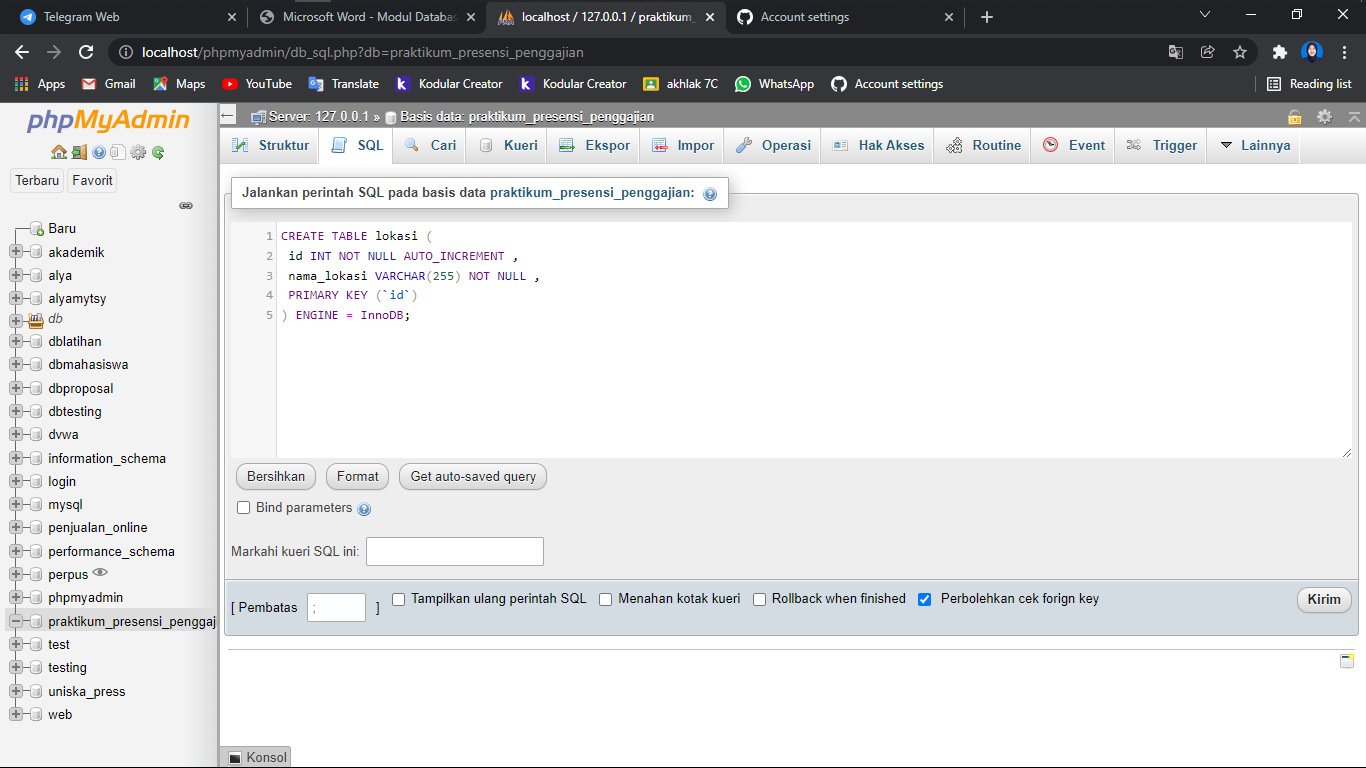 Telegram Web
Microsoft Word - Modul Databas
localhost / 127.0.0.1 / praktikum_
Account settings
localhost/phpmyadmin/db_sql.php?db=praktikum_presensi_penggajian
Apps
Gmail
Maps
YouTube
Translate
Kodular Creator
Kodular Creator
akhlak 7C
WhatsApp
Account settings
Reading list
phpMyAdmin
Terbaru
Favorit
Baru
akademik
alya
alyamytsy
db
dblatihan
dbmahasiswa
dbproposal
dbtesting
dvwa
information_schema
login
mysql
penjualan_online
performance_schema
perpus
phpmyadmin
praktikum_presensi_penggaj
test
testing
uniska_press
web
Server: 127.0.0.1 » Basis data: praktikum_presensi_penggajian
Struktur
SQL
Cari
Kueri
Ekspor
Impor
Operasi
Hak Akses
Routine
Event
Trigger
Lainnya
Jalankan perintah SQL pada basis data praktikum_presensi_penggajian:
1 CREATE TABLE lokasi (
2 id INT NOT NULL AUTO_INCREMENT ,
3 nama_lokasi VARCHAR(255) NOT NULL ,
4 PRIMARY KEY (`id`)
5 ) ENGINE = InnoDB;
Bersihkan
Format
Get auto-saved query
Bind parameters
Markahi kueri SQL ini:
[ Pembatas ; ]
Tampilkan ulang perintah SQL
Menahan kotak kueri
Rollback when finished
Perbolehkan cek forign key
Kirim
Konsol